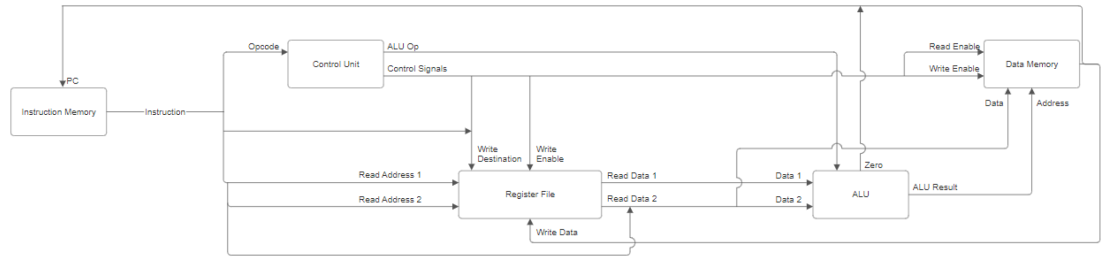 Opcode
ALU Op
Control Unit
Control Signals
Read Enable
Write Enable
Data Memory
PC
Instruction Memory
Instruction
Data
Address
Write
Destination
Write
Enable
Zero
Read Address 1
Read Data 1
Data 1
Register File
ALU
ALU Result
Read Address 2
Read Data 2
Data 2
Write Data